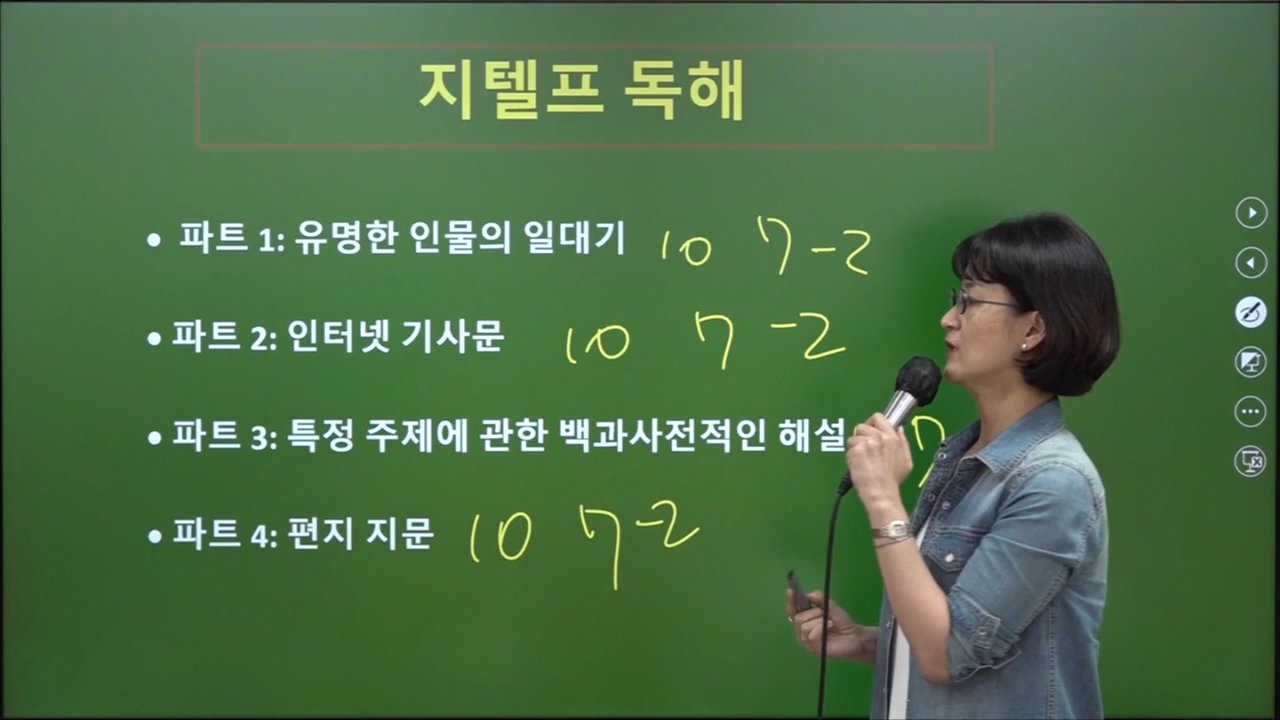 지텔프 독해
• 파트 1: 유명한 인물의 일대기 10 7-2
• 파트 2: 인터넷 기사문 10 7-2
• 파트 3: 특정 주제에 관한 백과사전적인 해설 7
• 파트 4: 편지 지문 10 7-2